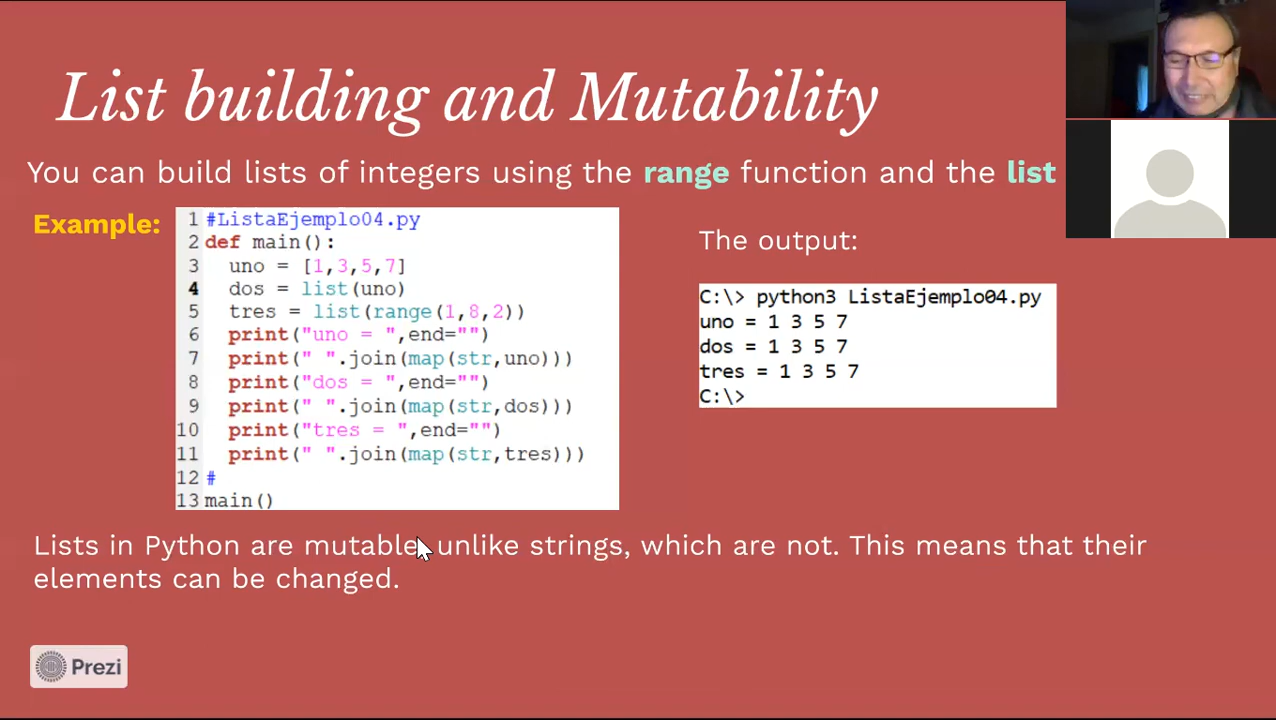 List building and Mutability
You can build lists of integers using the range function and the list
Example:
1 #ListaEjemplo04.py
2 def main():
3 uno = [1,3,5,7]
4 dos = list(uno)
5 tres = list(range(1,8,2))
6 print("uno = ",end="")
7 print(" ".join(map(str,uno)))
8 print("dos = ",end="")
9 print(" ".join(map(str,dos)))
10 print("tres = ",end="")
11 print(" ".join(map(str,tres)))
12 #
13 main()
The output:
C:\> python3 ListaEjemplo04.py
uno = 1 3 5 7
dos = 1 3 5 7
tres = 1 3 5 7
C:\>
Lists in Python are mutable, unlike strings, which are not. This means that their
elements can be changed.
Prezi